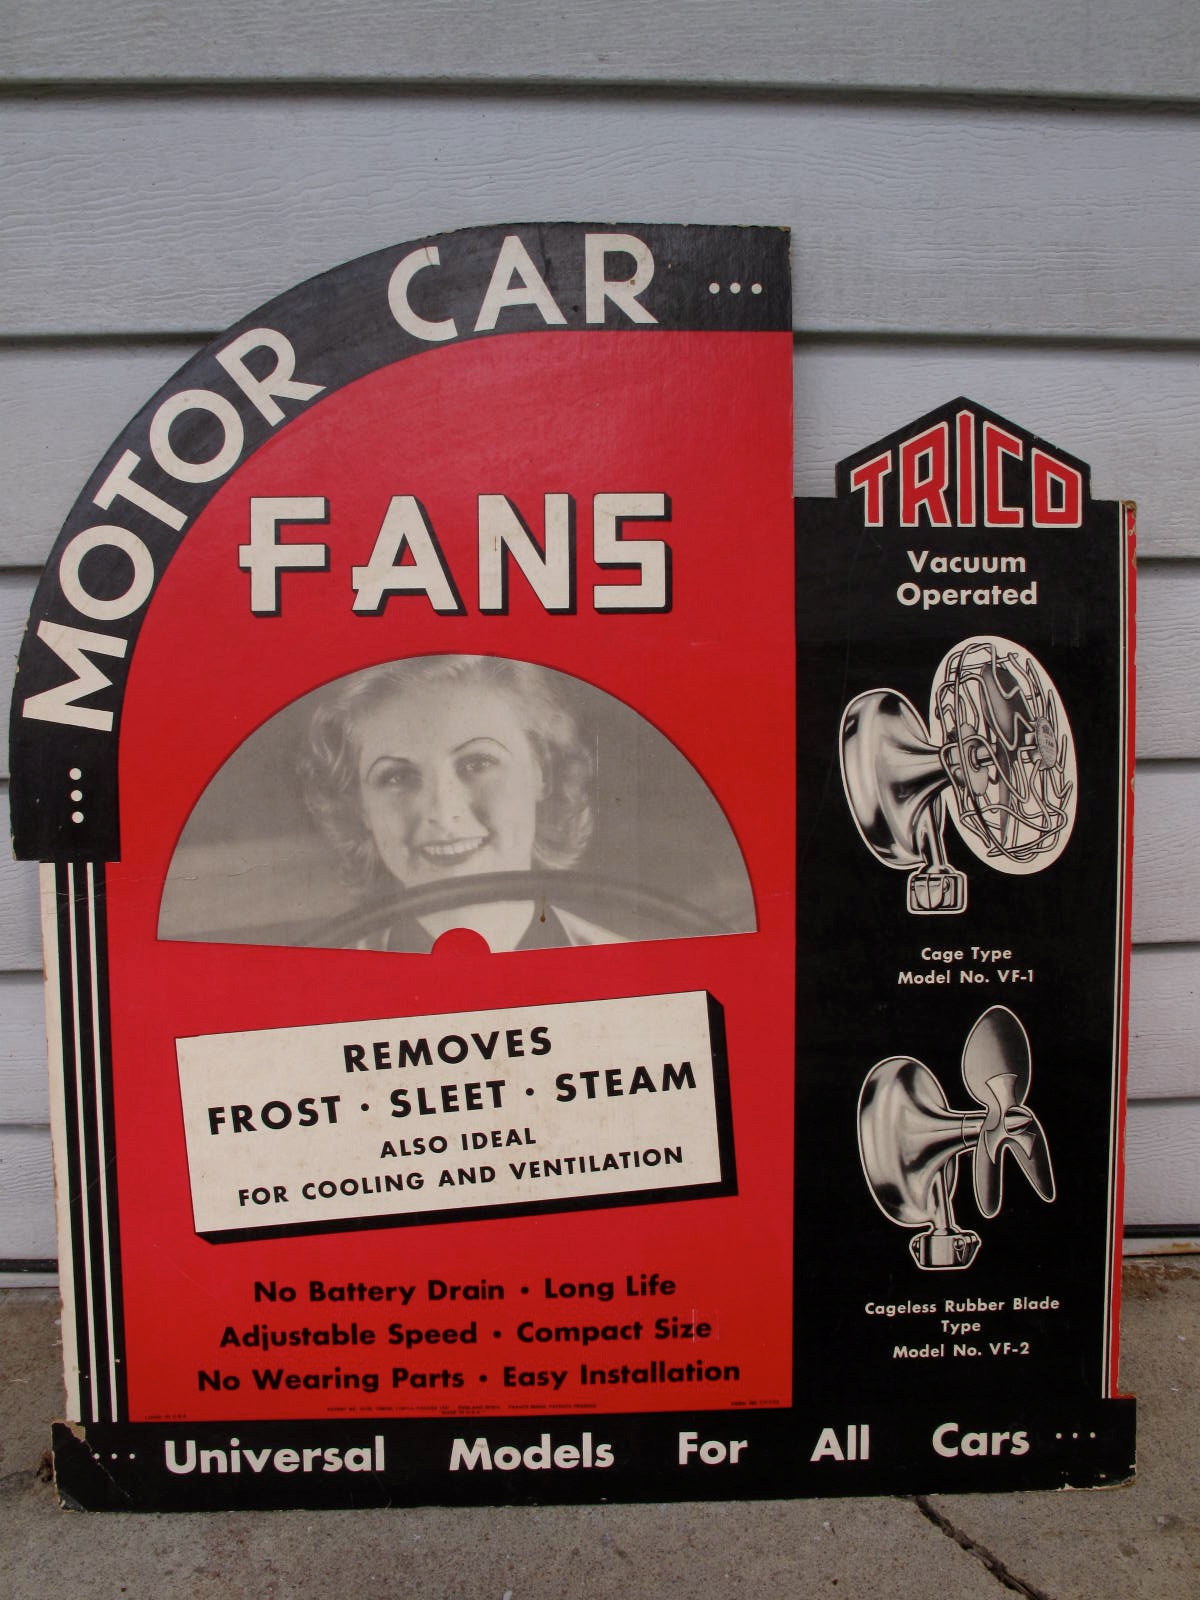 ... MOTOR CAR ...
FANS
REMOVES
FROST · SLEET · STEAM
ALSO IDEAL
FOR COOLING AND VENTILATION
No Battery Drain • Long Life
Adjustable Speed • Compact Size
No Wearing Parts • Easy Installation
TRICO
Vacuum
Operated
Cage Type
Model No. VF-1
Cageless Rubber Blade
Type
Model No. VF-2
... Universal Models For All Cars ...